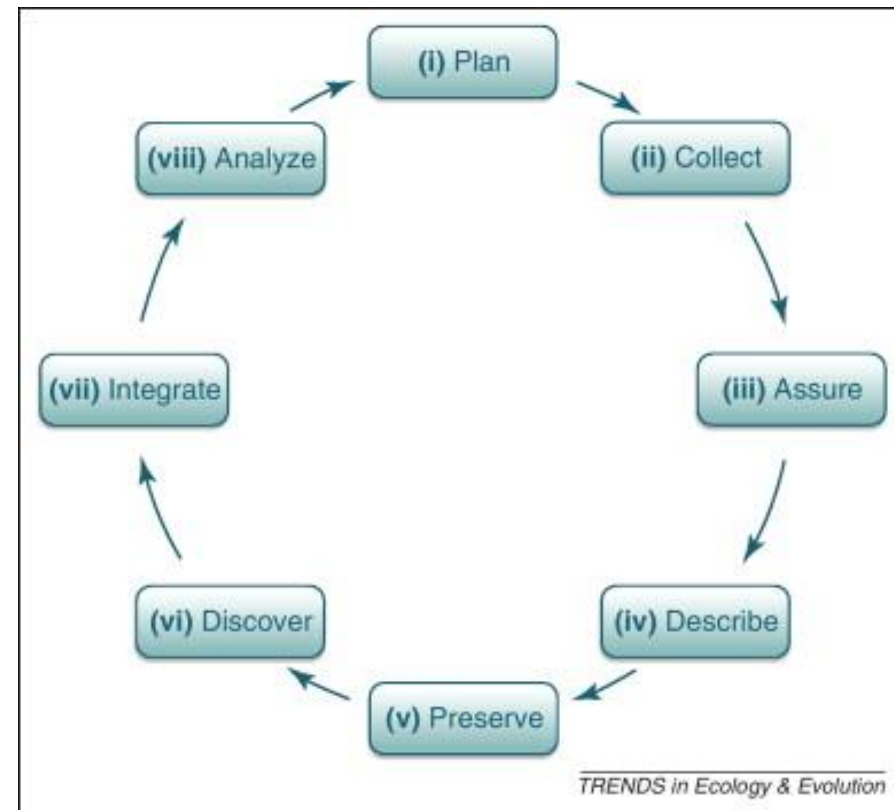 (i) Plan
(ii) Collect
(iii) Assure
(iv) Describe
(v) Preserve
(vi) Discover
(vii) Integrate
(viii) Analyze
TRENDS in Ecology & Evolution